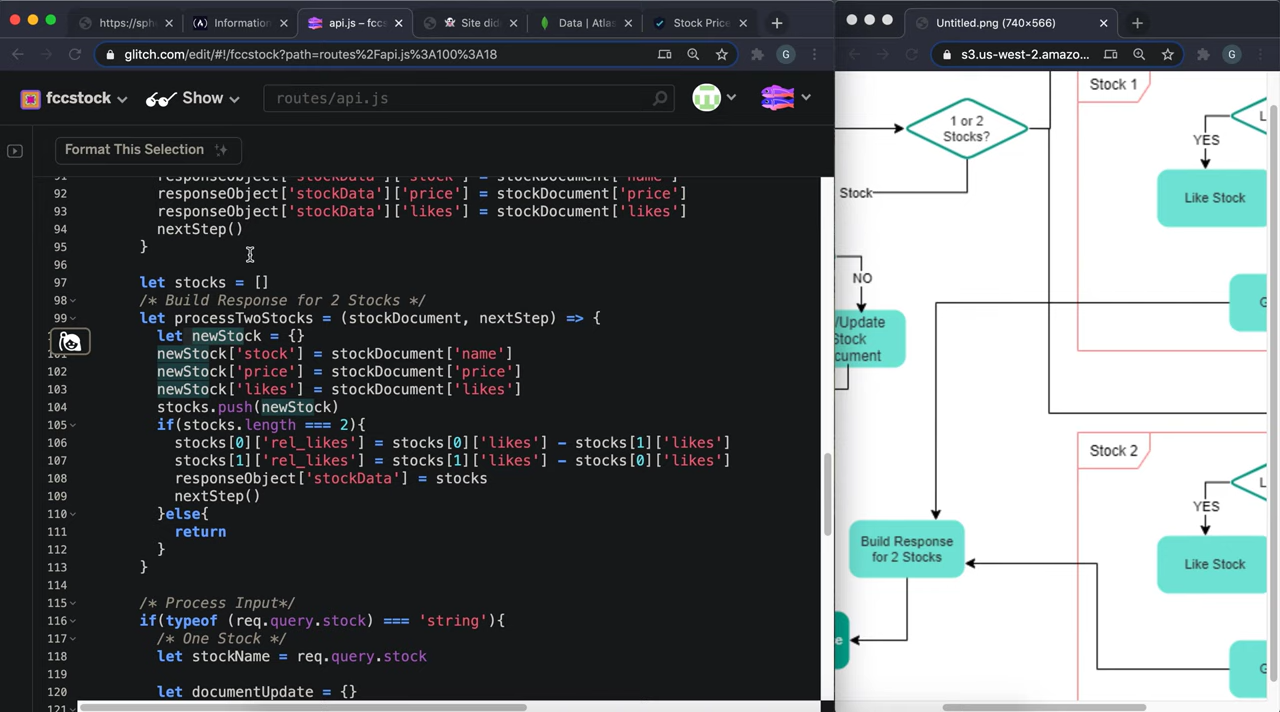 https://sph
Information
api.js – fccs
Site did
Data | Atlas
Stock Price
glitch.com/edit/#!/fccstock?path=routes%2Fapi.js%3A100%3A18
G
fccstock
Show
routes/api.js
Format This Selection
91 responseObject['stockData']['stock'] = stockDocument['name']
92 responseObject['stockData']['price'] = stockDocument['price']
93 responseObject['stockData']['likes'] = stockDocument['likes']
94 nextStep()
95 }
96
97 let stocks = []
98 /* Build Response for 2 Stocks */
99 let processTwoStocks = (stockDocument, nextStep) => {
let newStock = {}
101 newStock['stock'] = stockDocument['name']
102 newStock['price'] = stockDocument['price']
103 newStock['likes'] = stockDocument['likes']
104 stocks.push(newStock)
105 if(stocks.length === 2){
106 stocks[0]['rel_likes'] = stocks[0]['likes'] - stocks[1]['likes']
107 stocks[1]['rel_likes'] = stocks[1]['likes'] - stocks[0]['likes']
108 responseObject['stockData'] = stocks
109 nextStep()
110 }else{
111 return
112 }
113 }
114
115 /* Process Input*/
116 if(typeof (req.query.stock) === 'string'){
117 /* One Stock */
118 let stockName = req.query.stock
119
120 let documentUpdate = {}
121
Untitled.png (740×566)
s3.us-west-2.amazo...
G
Stock 1
1 or 2
Stocks?
L
YES
Stock
Like Stock
NO
/Update
Stock
cument
G
Stock 2
L
YES
Build Response
for 2 Stocks
Like Stock
e
G